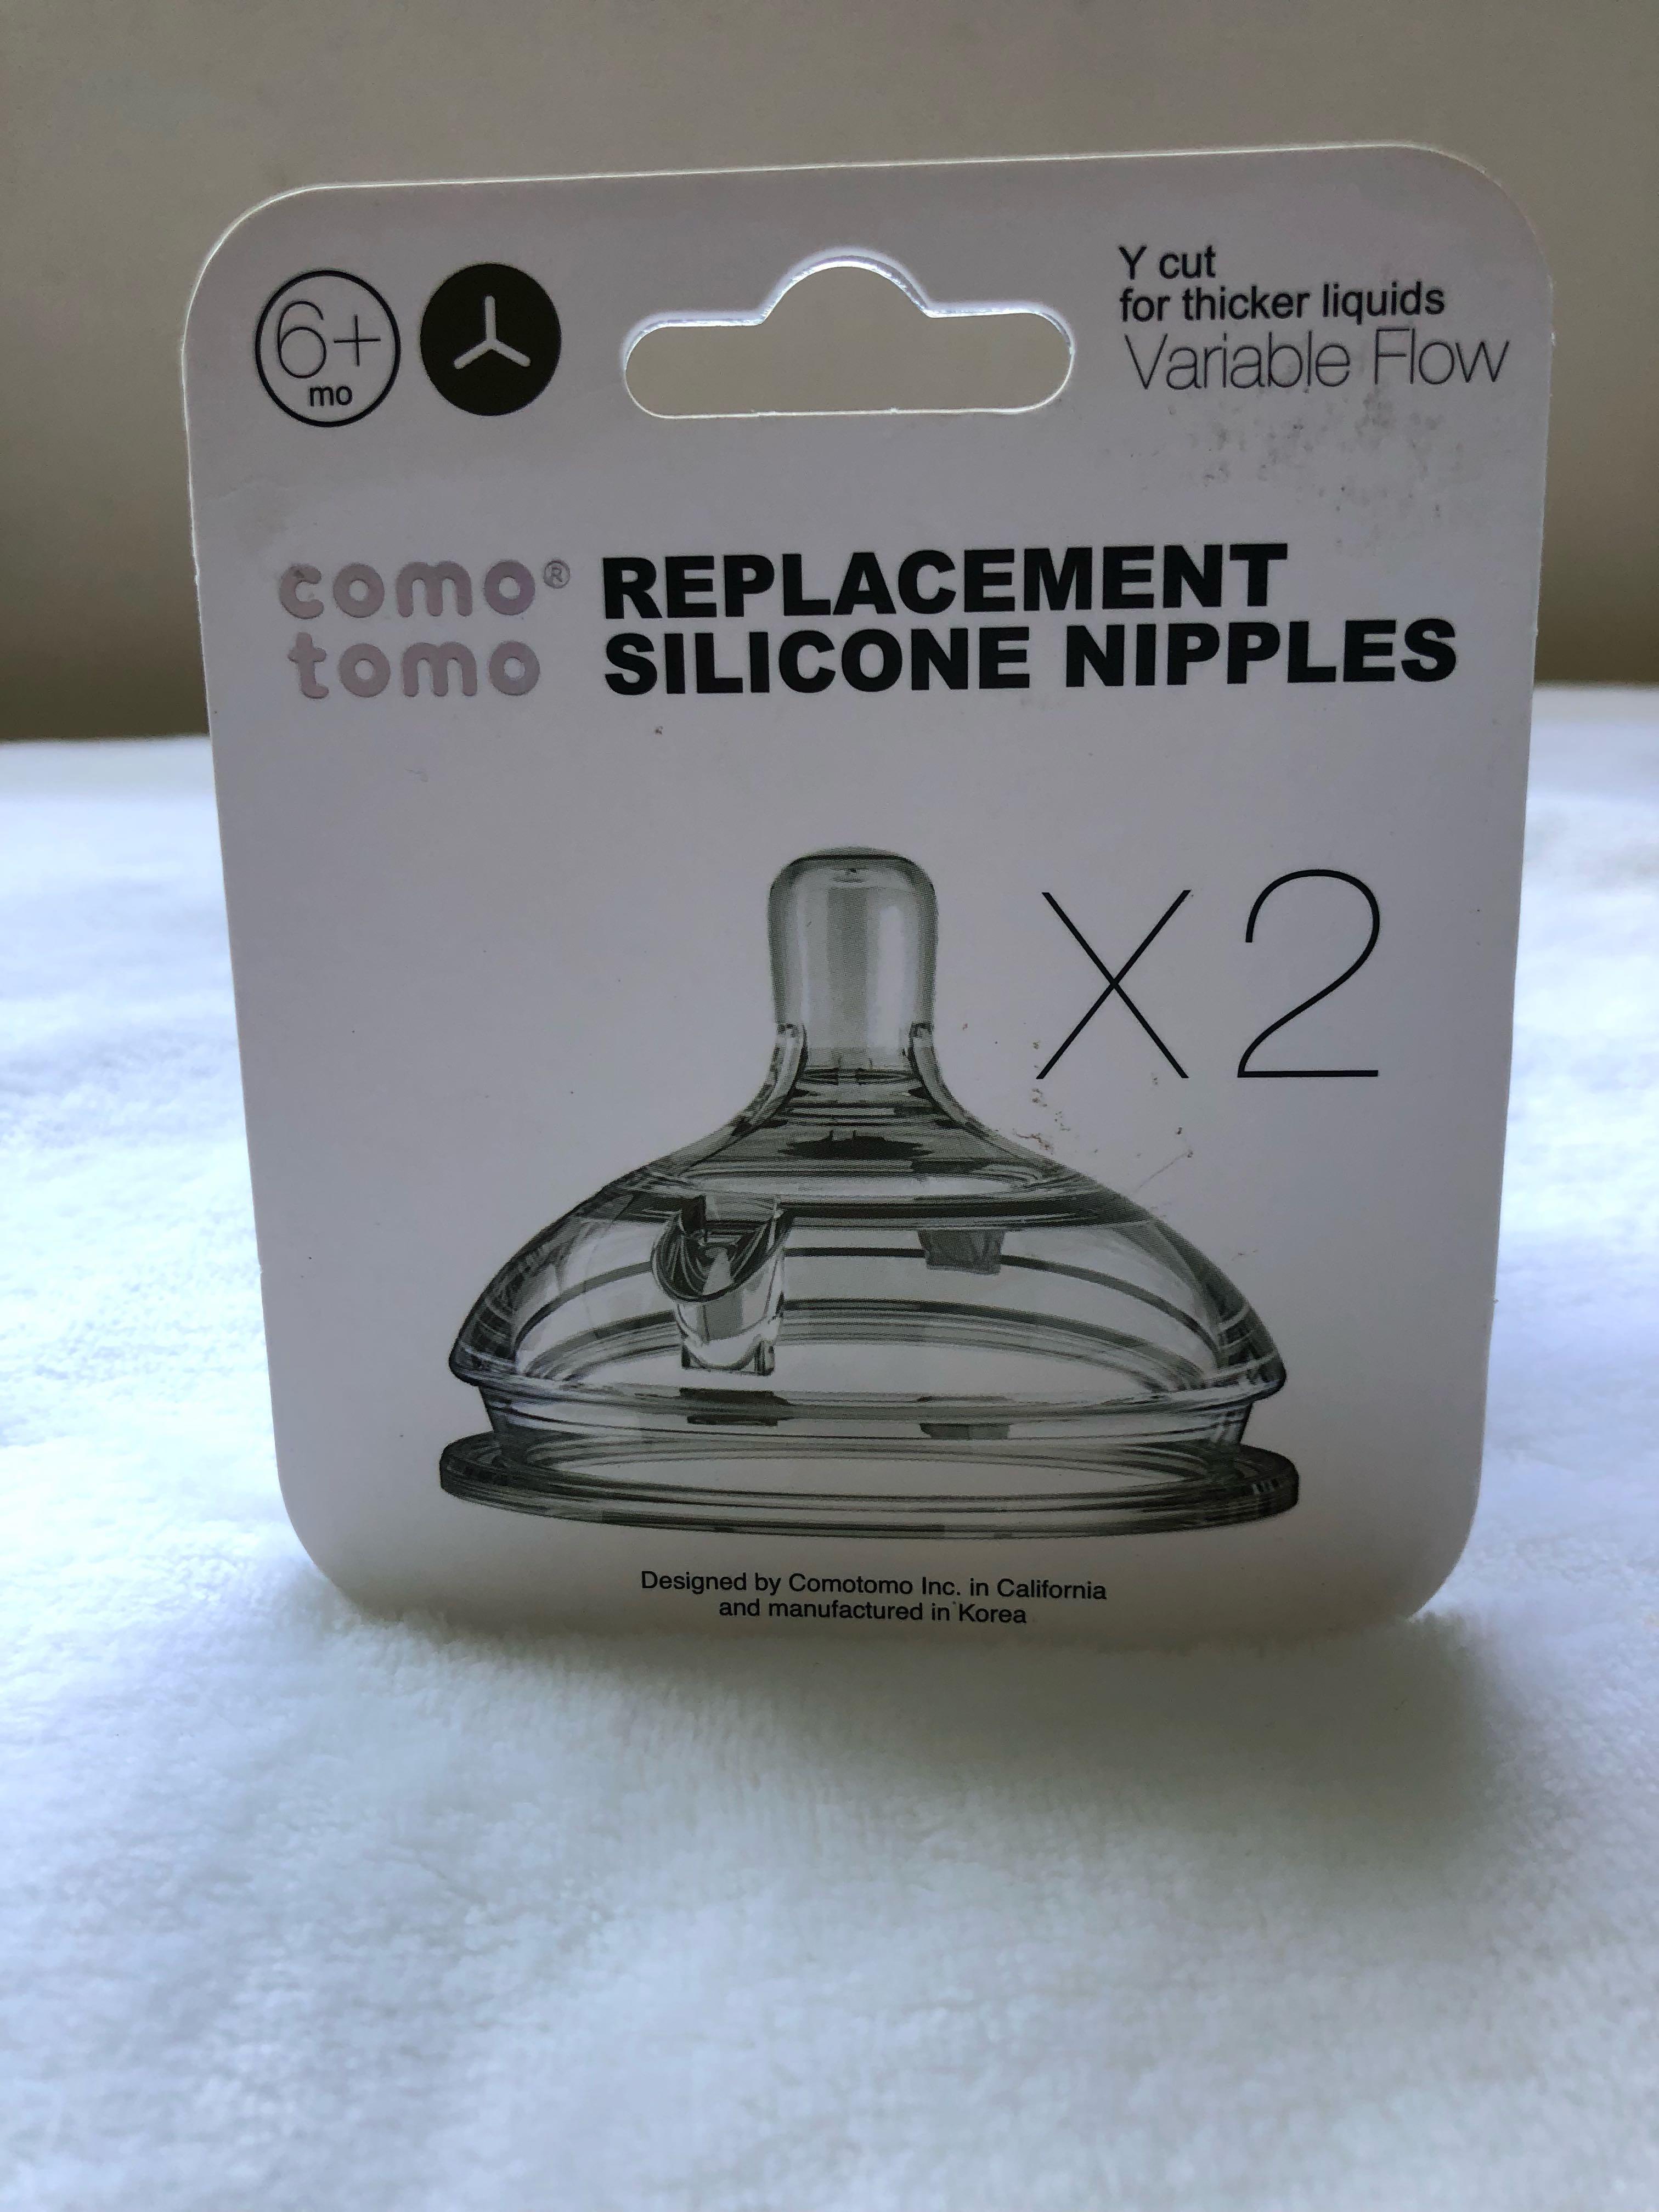 6+
mo
Y cut
for thicker liquids
Variable Flow
como®
tomo
REPLACEMENT
SILICONE NIPPLES
X2
Designed by Comotomo Inc. in California
and manufactured in Korea